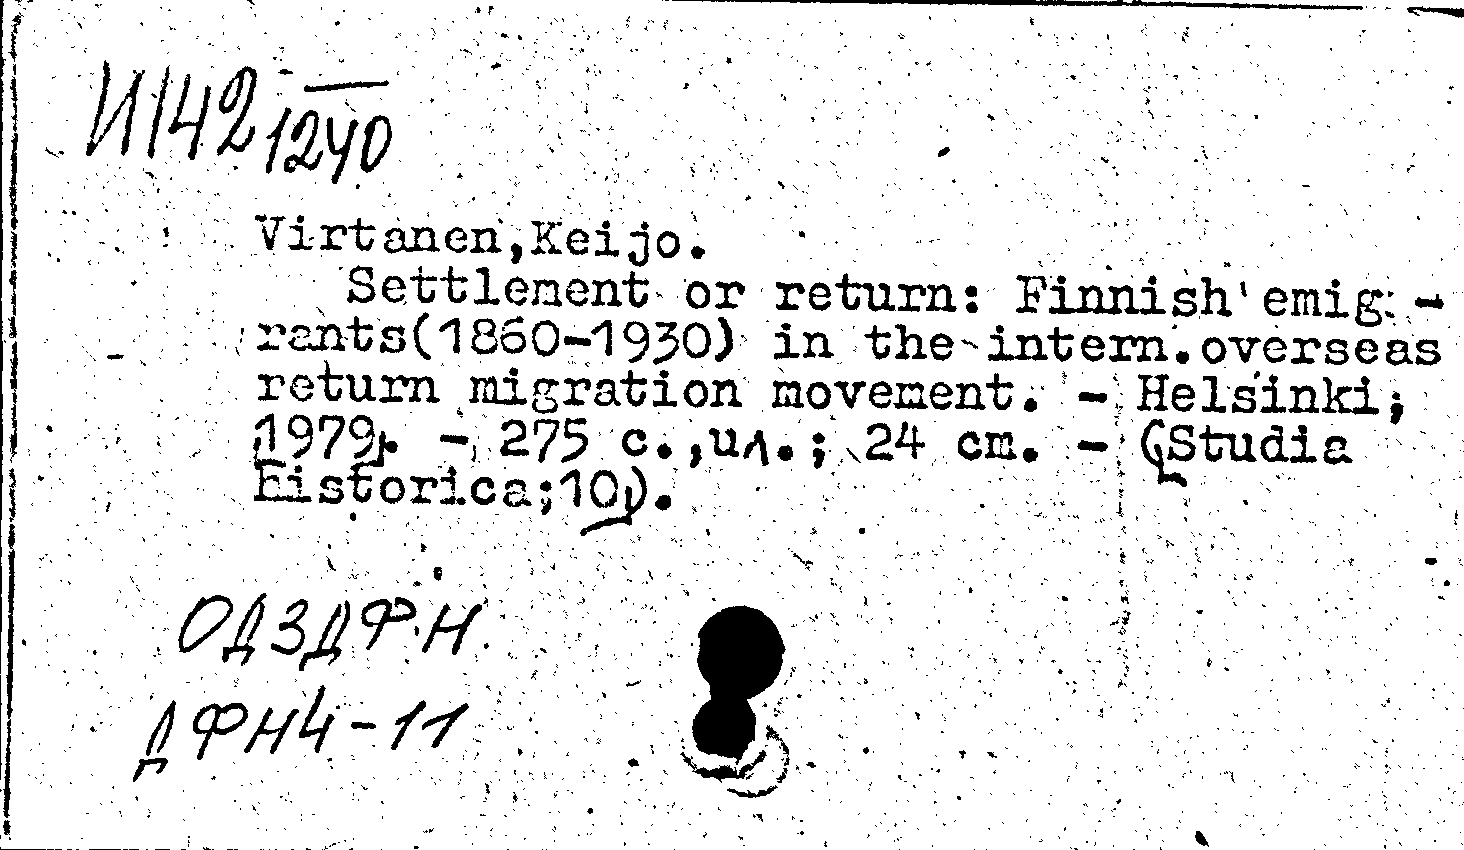 И142 1240
Virtanen,Keijo.
Settlement or return: Finnish emig-
rants(1860-1930) in the intern.overseas
return migration movement. - Helsinki;
1979. - 275 c.,ил.; 24 cm. - (Studia
historica;10).
ОДЗДФ.Н
ДФН4-11